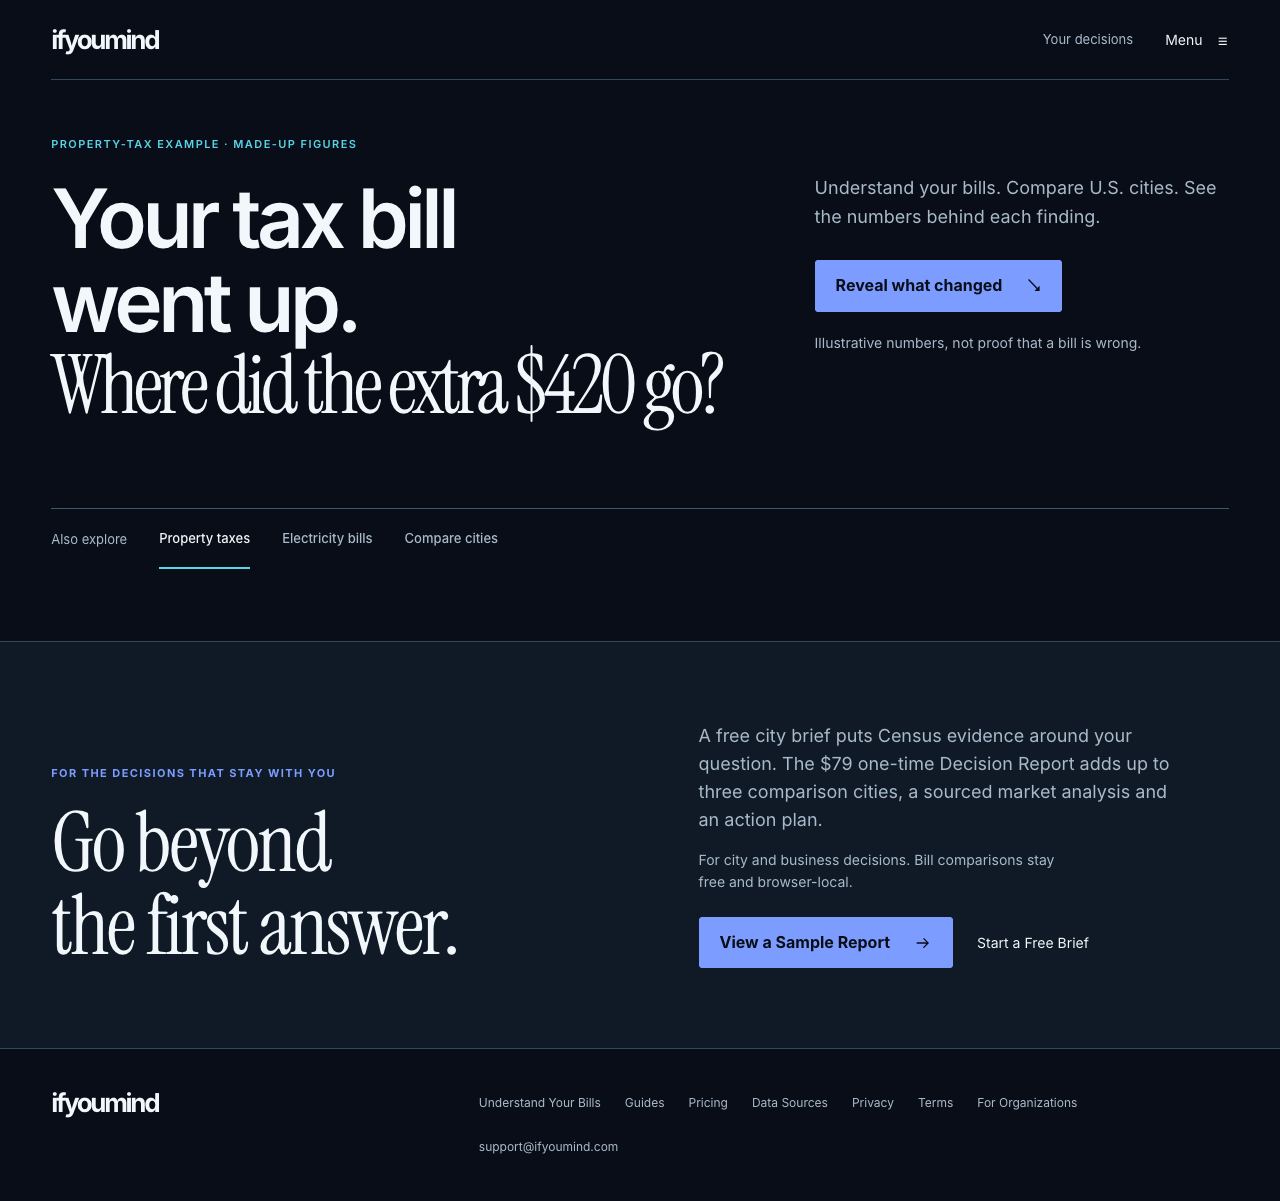 ifyoumind
Your decisions
Menu ≡
PROPERTY-TAX EXAMPLE · MADE-UP FIGURES
Your tax bill
went up.
Where did the extra $420 go?
Understand your bills. Compare U.S. cities. See
the numbers behind each finding.
Reveal what changed ↘
Illustrative numbers, not proof that a bill is wrong.
Also explore
Property taxes
Electricity bills
Compare cities
FOR THE DECISIONS THAT STAY WITH YOU
Go beyond
the first answer.
A free city brief puts Census evidence around your
question. The $79 one-time Decision Report adds up to
three comparison cities, a sourced market analysis and
an action plan.
For city and business decisions. Bill comparisons stay
free and browser-local.
View a Sample Report →
Start a Free Brief
ifyoumind
Understand Your Bills
Guides
Pricing
Data Sources
Privacy
Terms
For Organizations
support@ifyoumind.com